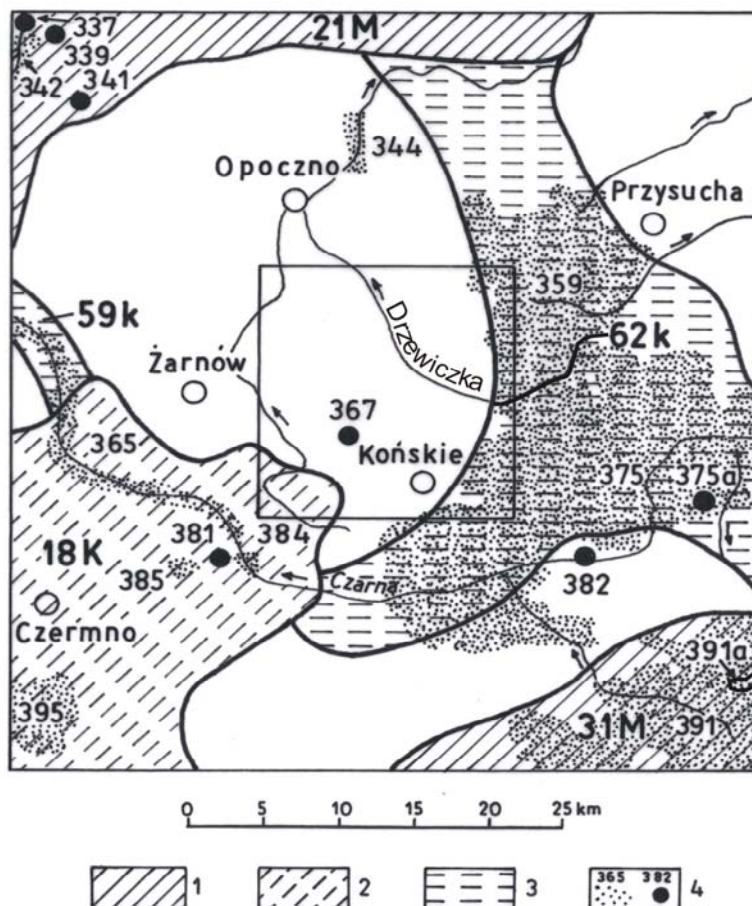 337
21M
339
341
342
344
Opoczno
Przysucha
359
59k
Drzewiczka
62k
Żarnów
367
365
Końskie
375
375a
18K
381
384
385
Czarna
382
Czermno
391a
395
31M
391
0 5 10 15 20 25 km
1
2
3
365 382
4